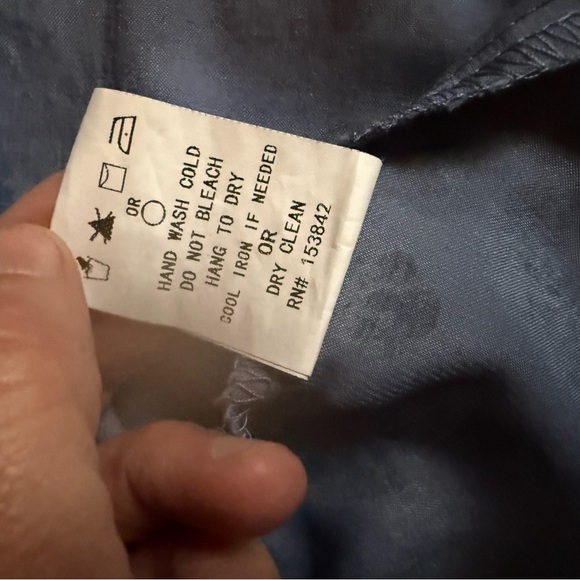 OR
HAND WASH COLD
DO NOT BLEACH
HANG TO DRY
COOL IRON IF NEEDED
OR
DRY CLEAN
RN# 153842